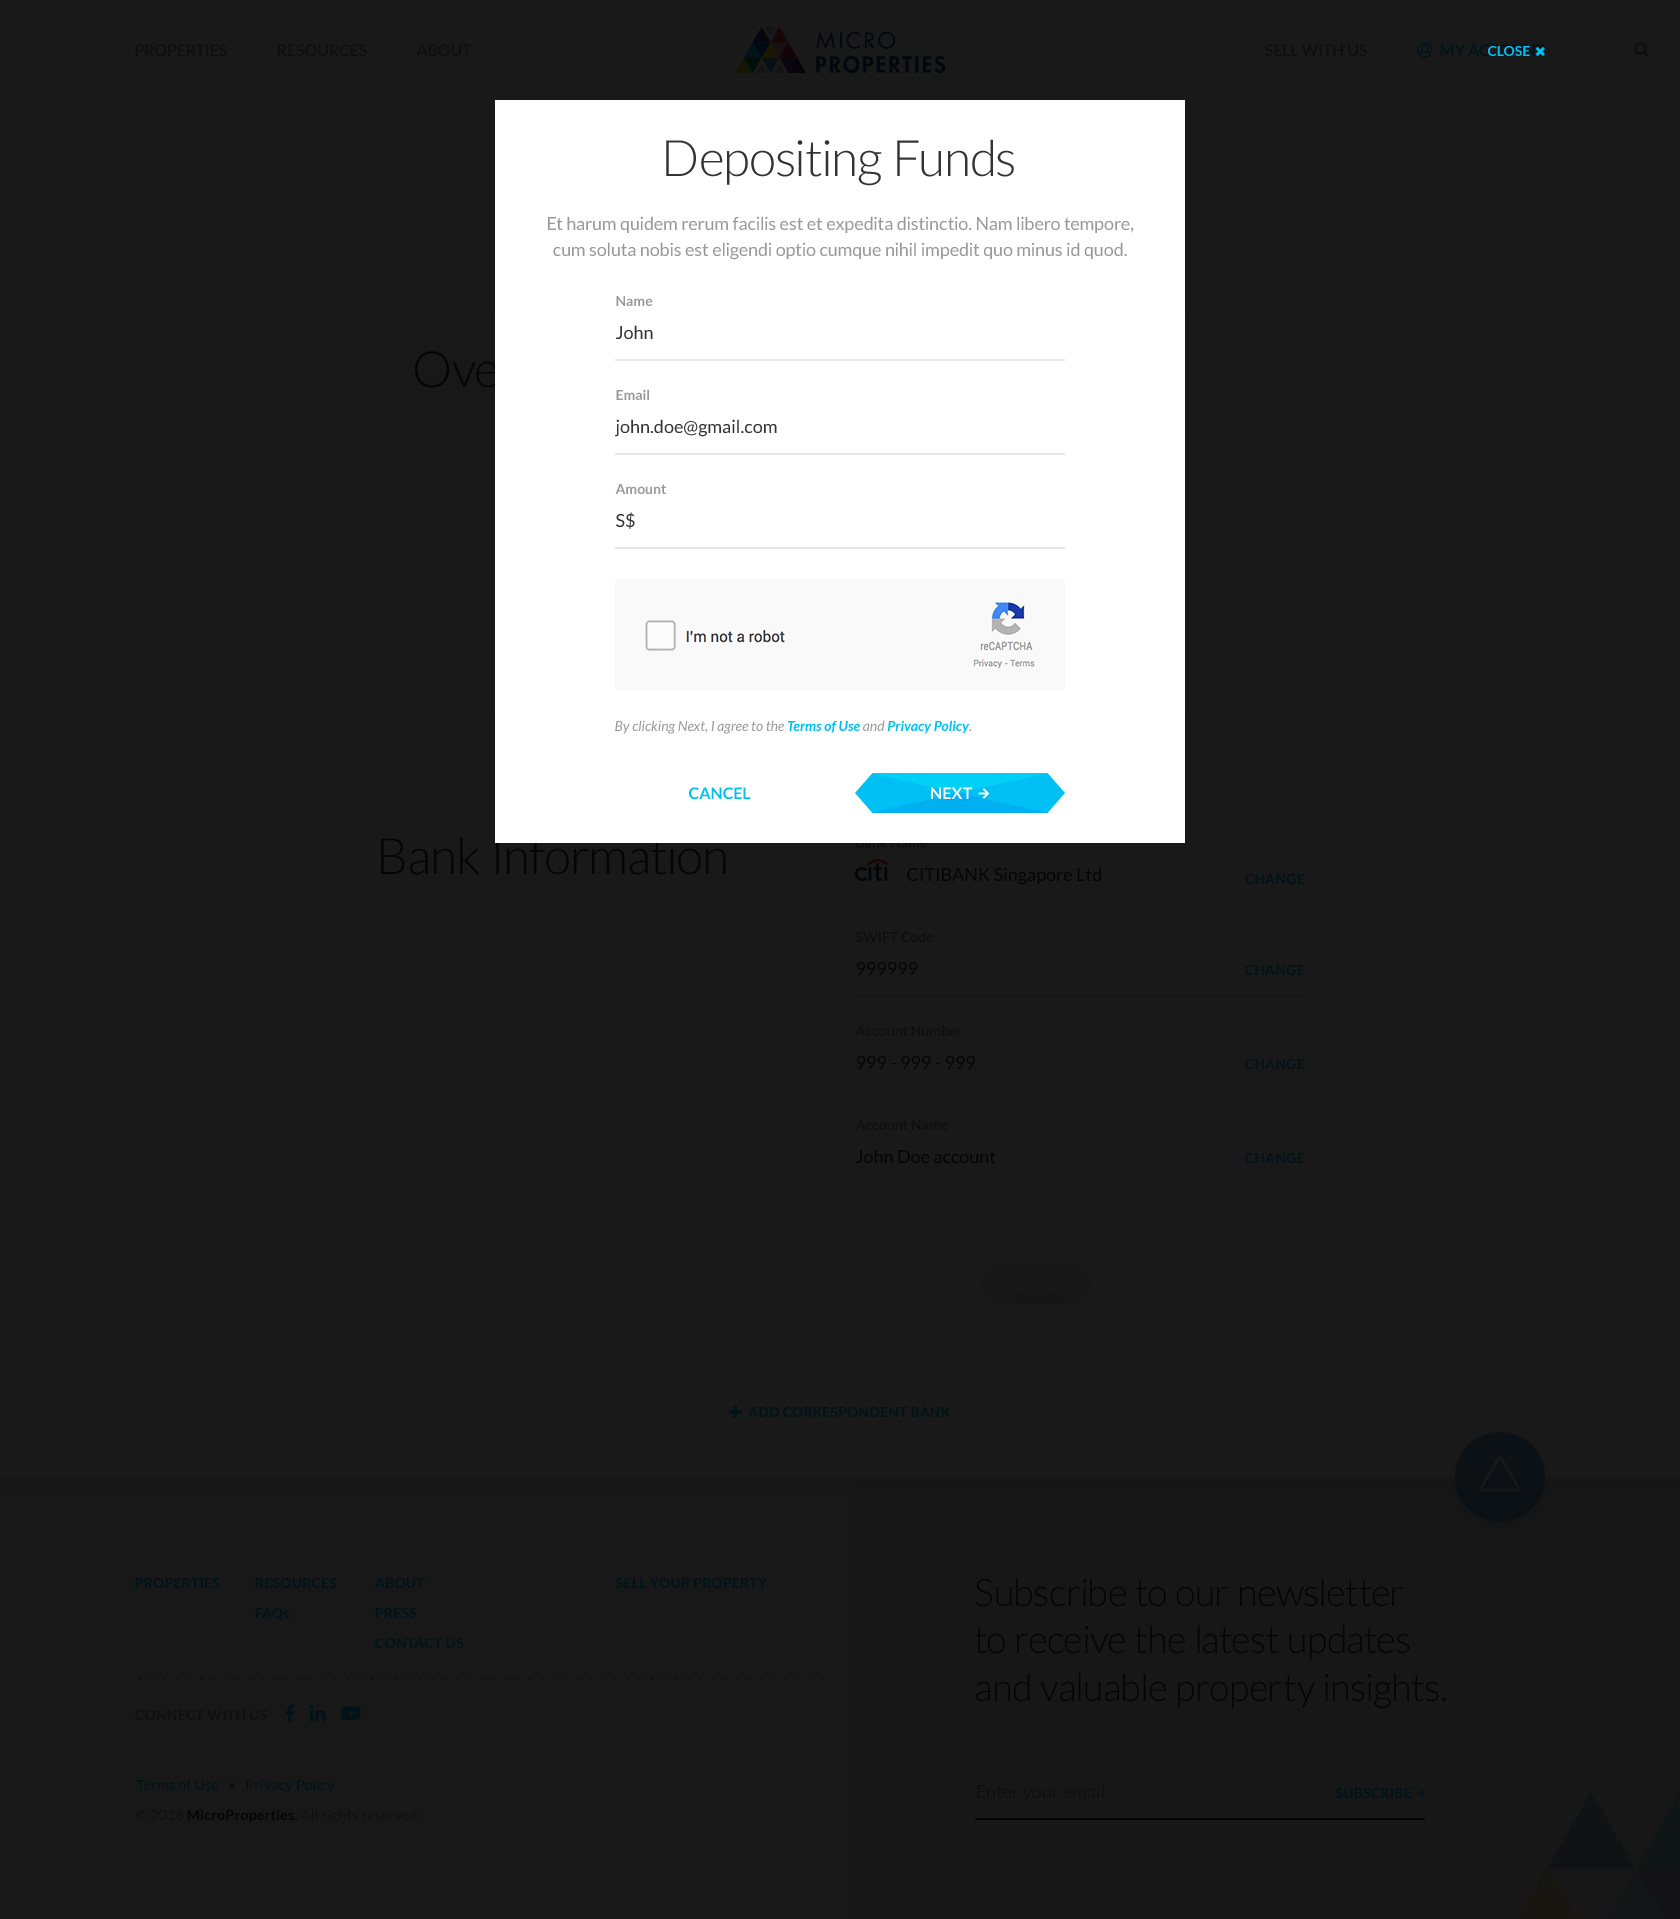 PROPERTIES RESOURCES ABOUT
MICRO
PROPERTIES
SELL WITH US
MY AC
CLOSE
Depositing Funds
Et harum quidem rerum facilis est et expedita distinctio. Nam libero tempore,
cum soluta nobis est eligendi optio cumque nihil impedit quo minus id quod.
Name
John
Ove
Email
john.doe@gmail.com
Amount
S$
I'm not a robot
reCAPTCHA
Privacy - Terms
By clicking Next, I agree to the Terms of Use and Privacy Policy.
CANCEL
NEXT →
Bank Information
Bank Name
citi CITIBANK Singapore Ltd CHANGE
SWIFT Code
999999 CHANGE
Account Number
999 - 999 - 999 CHANGE
Account Name
John Doe account CHANGE
CANCEL
ADD CORRESPONDENT BANK
PROPERTIES RESOURCES ABOUT SELL YOUR PROPERTY
FAQs PRESS
CONTACT US
CONNECT WITH US
Terms of Use • Privacy Policy
© 2018 MicroProperties. All rights reserved.
Subscribe to our newsletter
to receive the latest updates
and valuable property insights.
Enter your email SUBSCRIBE →